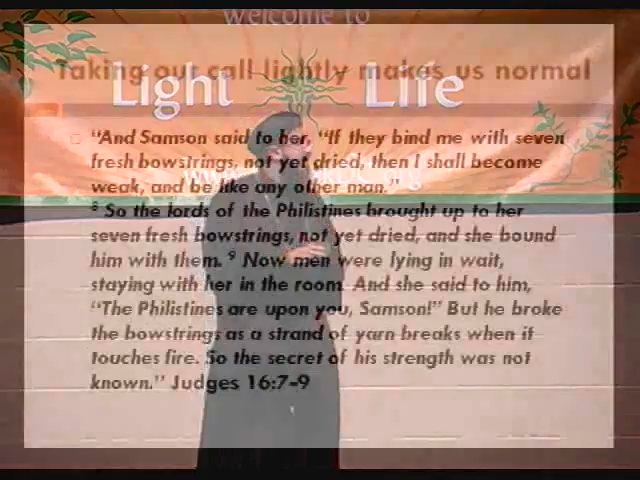 welcome to
Taking our call lightly makes us normal
Light Life
"And Samson said to her, "If they bind me with seven
fresh bowstrings, not yet dried, then I shall become
weak, and be like any other man."
8 So the lords of the Philistines brought up to her
seven fresh bowstrings, not yet dried, and she bound
him with them. 9 Now men were lying in wait,
staying with her in the room. And she said to him,
"The Philistines are upon you, Samson!" But he broke
the bowstrings as a strand of yarn breaks when it
touches fire. So the secret of his strength was not
known." Judges 16:7-9